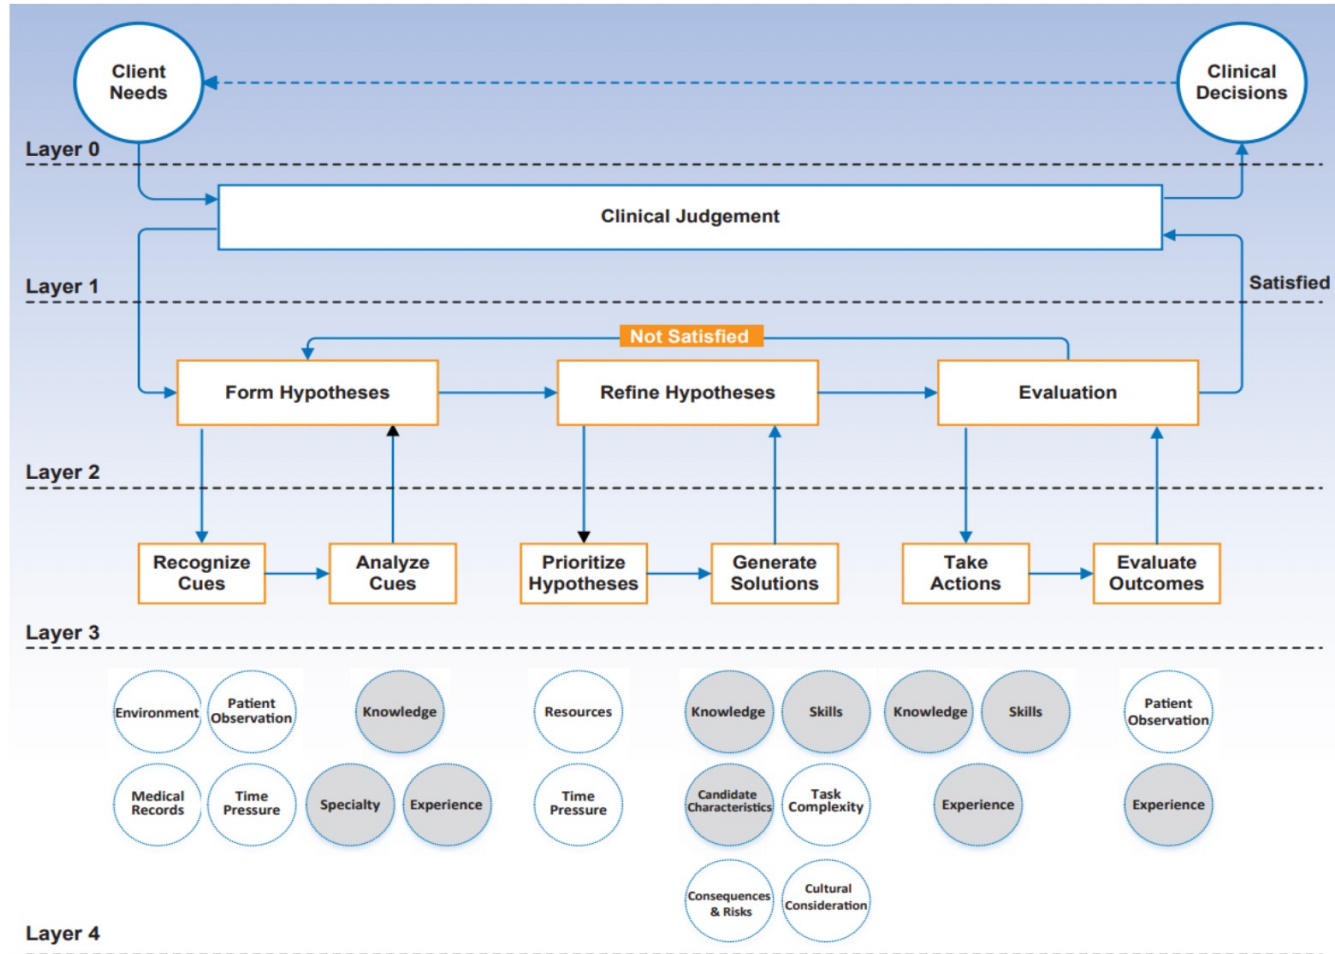 Client
Needs
Clinical
Decisions
Layer 0
Clinical Judgement
Layer 1
Satisfied
Not Satisfied
Form Hypotheses
Refine Hypotheses
Evaluation
Layer 2
Recognize
Cues
Analyze
Cues
Prioritize
Hypotheses
Generate
Solutions
Take
Actions
Evaluate
Outcomes
Layer 3
Environment
Patient
Observation
Knowledge
Resources
Knowledge
Skills
Knowledge
Skills
Patient
Observation
Medical
Records
Time
Pressure
Specialty
Experience
Time
Pressure
Candidate
Characteristics
Task
Complexity
Experience
Experience
Consequences
& Risks
Cultural
Consideration
Layer 4